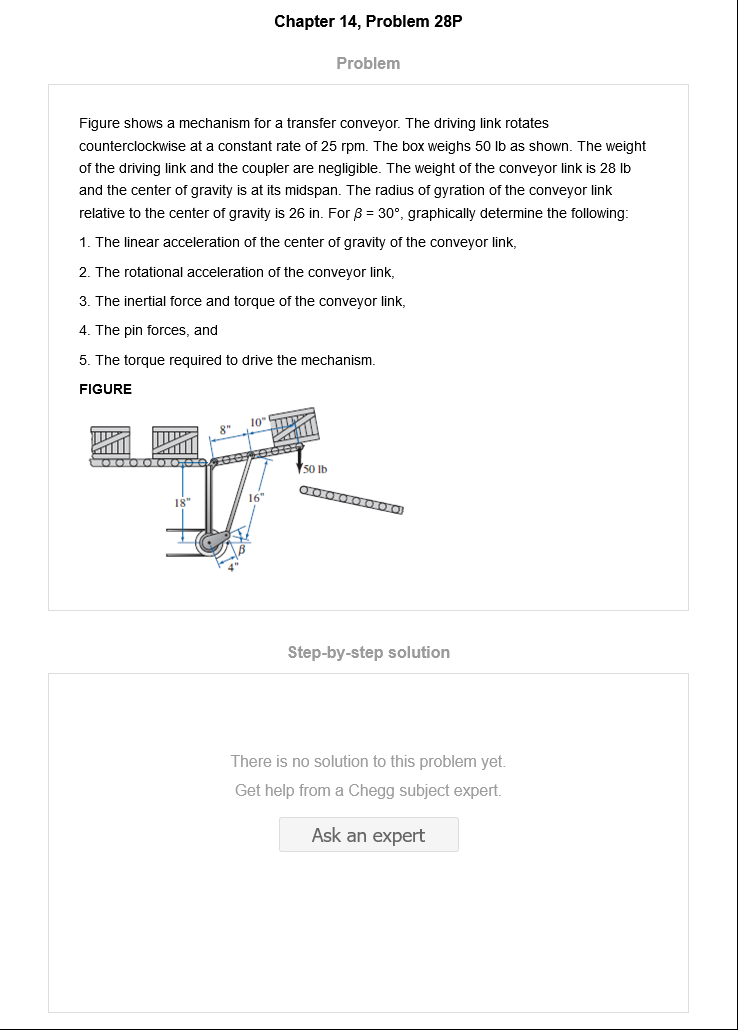 Chapter 14, Problem 28P
Problem
Figure shows a mechanism for a transfer conveyor. The driving link rotates
counterclockwise at a constant rate of 25 rpm. The box weighs 50 lb as shown. The weight
of the driving link and the coupler are negligible. The weight of the conveyor link is 28 lb
and the center of gravity is at its midspan. The radius of gyration of the conveyor link
relative to the center of gravity is 26 in. For β = 30°, graphically determine the following:
1. The linear acceleration of the center of gravity of the conveyor link,
2. The rotational acceleration of the conveyor link,
3. The inertial force and torque of the conveyor link,
4. The pin forces, and
5. The torque required to drive the mechanism.
FIGURE
8"
10"
50 lb
18"
16"
β
4"
Step-by-step solution
There is no solution to this problem yet.
Get help from a Chegg subject expert.
Ask an expert